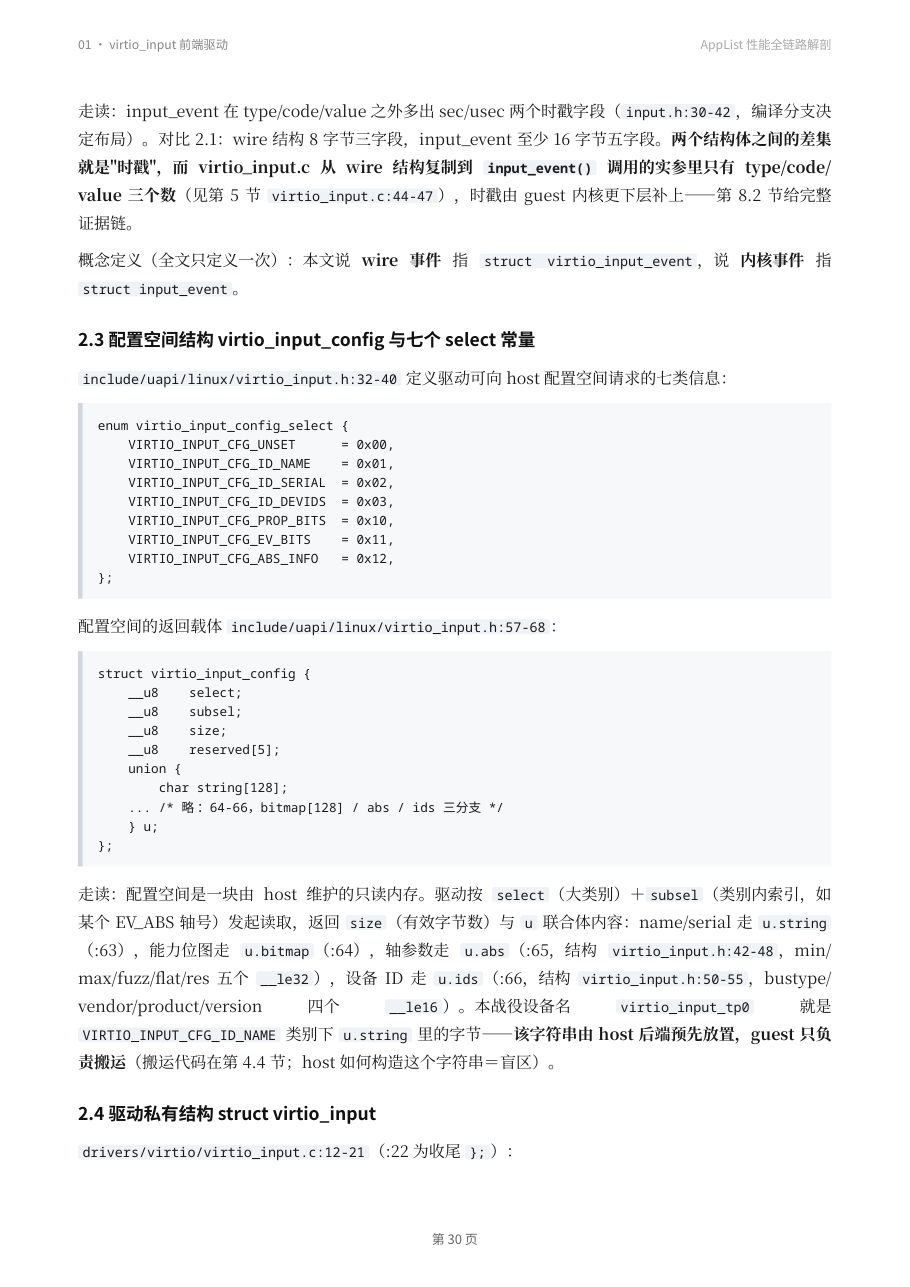 01 · virtio_input 前端驱动
AppList 性能全链路解剖
走读：input_event 在 type/code/value 之外多出 sec/usec 两个时戳字段（input.h:30-42，编译分支决
定布局）。对比 2.1：wire 结构 8 字节三字段，input_event 至少 16 字节五字段。两个结构体之间的差集
就是"时戳"，而 virtio_input.c 从 wire 结构复制到 input_event() 调用的实参里只有 type/code/
value 三个数（见第 5 节 virtio_input.c:44-47），时戳由 guest 内核更下层补上——第 8.2 节给完整
证据链。
概念定义（全文只定义一次）：本文说 wire 事件 指 struct virtio_input_event，说 内核事件 指
struct input_event。
2.3 配置空间结构 virtio_input_config 与七个 select 常量
include/uapi/linux/virtio_input.h:32-40 定义驱动可向 host 配置空间请求的七类信息：
enum virtio_input_config_select {
    VIRTIO_INPUT_CFG_UNSET      = 0x00,
    VIRTIO_INPUT_CFG_ID_NAME    = 0x01,
    VIRTIO_INPUT_CFG_ID_SERIAL  = 0x02,
    VIRTIO_INPUT_CFG_ID_DEVIDS  = 0x03,
    VIRTIO_INPUT_CFG_PROP_BITS  = 0x10,
    VIRTIO_INPUT_CFG_EV_BITS    = 0x11,
    VIRTIO_INPUT_CFG_ABS_INFO   = 0x12,
};
配置空间的返回载体 include/uapi/linux/virtio_input.h:57-68：
struct virtio_input_config {
    __u8    select;
    __u8    subsel;
    __u8    size;
    __u8    reserved[5];
    union {
        char string[128];
    ... /* 略：64-66，bitmap[128] / abs / ids 三分支 */
    } u;
};
走读：配置空间是一块由 host 维护的只读内存。驱动按 select（大类别）＋subsel（类别内索引，如
某个 EV_ABS 轴号）发起读取，返回 size（有效字节数）与 u 联合体内容：name/serial 走 u.string
（:63），能力位图走 u.bitmap（:64），轴参数走 u.abs（:65，结构 virtio_input.h:42-48，min/
max/fuzz/flat/res 五个 __le32），设备 ID 走 u.ids（:66，结构 virtio_input.h:50-55，bustype/
vendor/product/version 四个 __le16）。本战役设备名 virtio_input_tp0 就是
VIRTIO_INPUT_CFG_ID_NAME 类别下 u.string 里的字节——该字符串由 host 后端预先放置，guest 只负
责搬运（搬运代码在第 4.4 节；host 如何构造这个字符串＝盲区）。
2.4 驱动私有结构 struct virtio_input
drivers/virtio/virtio_input.c:12-21（:22 为收尾 };）：
第 30 页